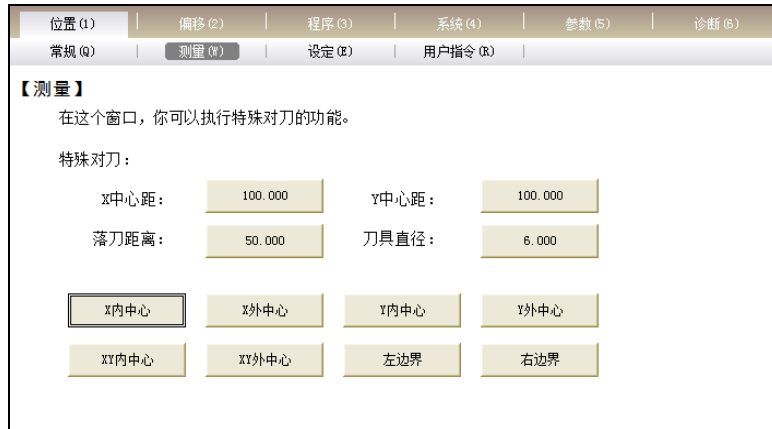 位置(1) 偏移(2) 程序(3) 系统(4) 参数(5) 诊断(6)
常规(Q) 测量(W) 设定(E) 用户指令(R)
【测量】
在这个窗口，你可以执行特殊对刀的功能。
特殊对刀：
X中心距： 100.000 Y中心距： 100.000
落刀距离： 50.000 刀具直径： 6.000
X内中心 X外中心 Y内中心 Y外中心
XY内中心 XY外中心 左边界 右边界